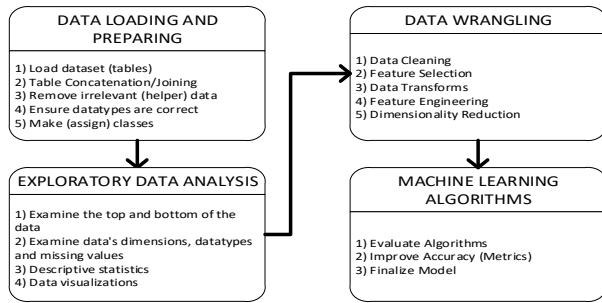 DATA LOADING AND
PREPARING
1) Load dataset (tables)
2) Table Concatenation/Joining
3) Remove irrelevant (helper) data
4) Ensure datatypes are correct
5) Make (assign) classes
EXPLORATORY DATA ANALYSIS
1) Examine the top and bottom of the
data
2) Examine data's dimensions, datatypes
and missing values
3) Descriptive statistics
4) Data visualizations
DATA WRANGLING
1) Data Cleaning
2) Feature Selection
3) Data Transforms
4) Feature Engineering
5) Dimensionality Reduction
MACHINE LEARNING
ALGORITHMS
1) Evaluate Algorithms
2) Improve Accuracy (Metrics)
3) Finalize Model